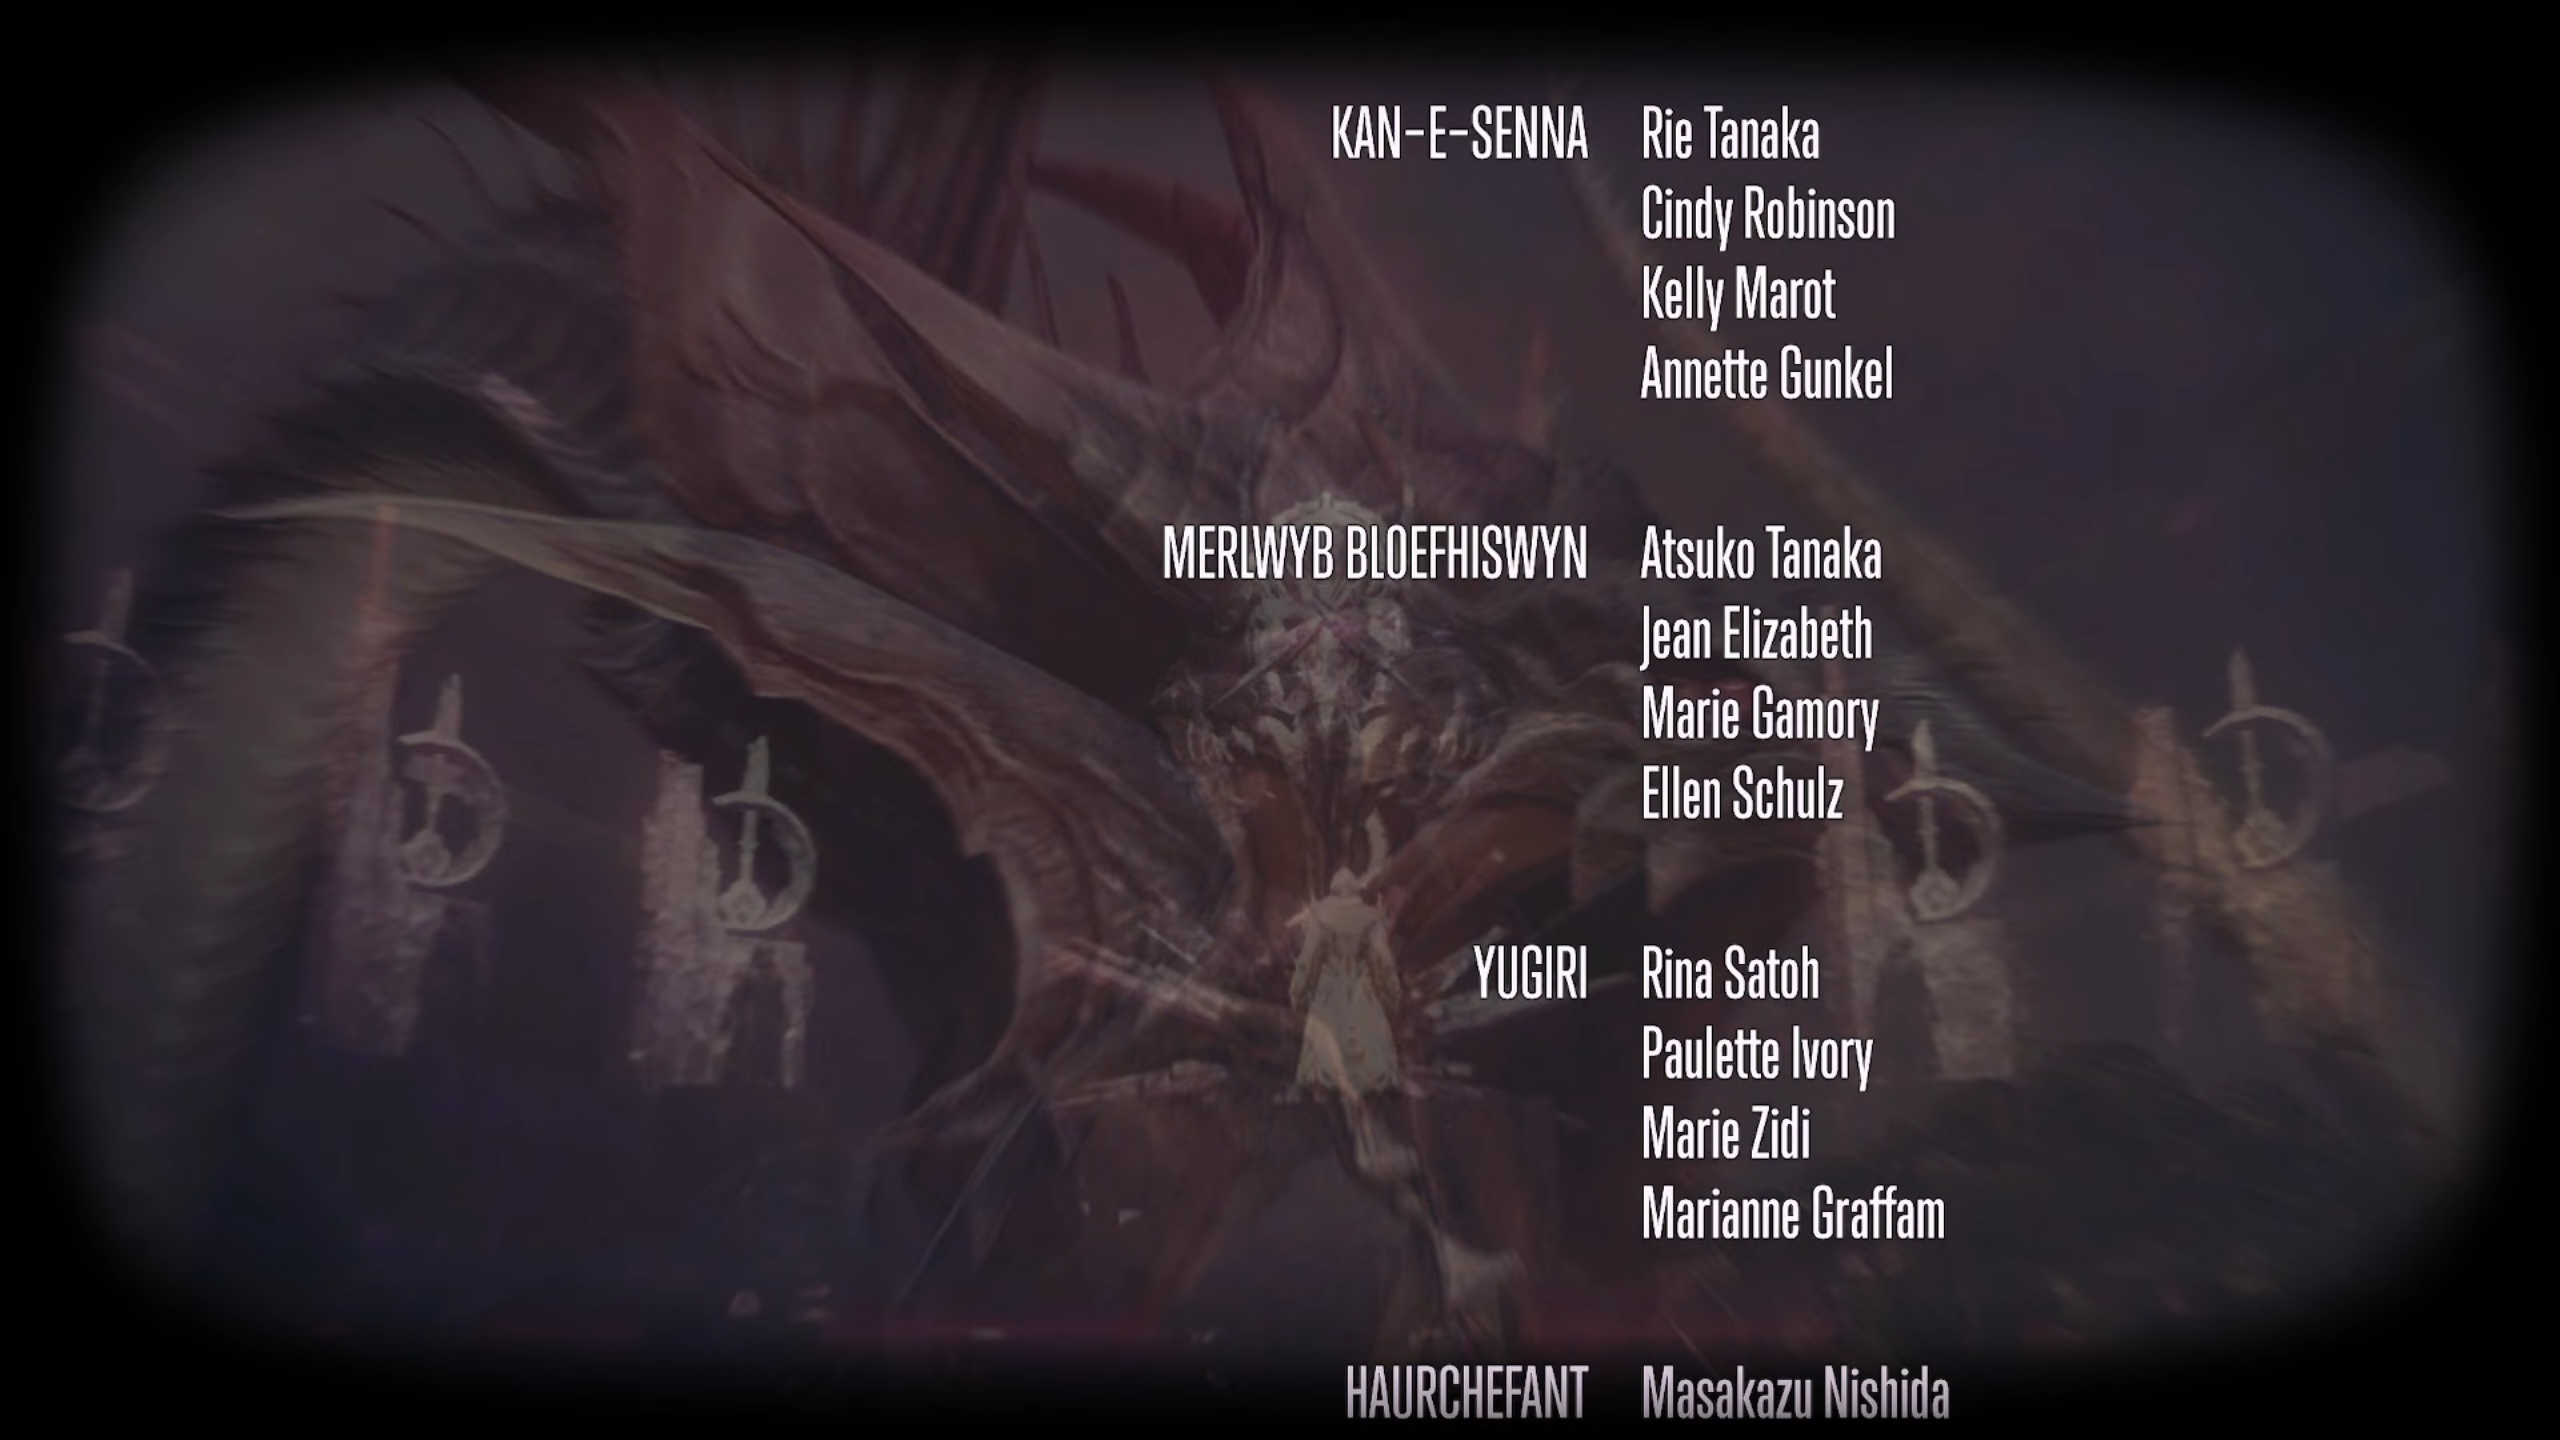 KAN-E-SENNA Rie Tanaka
Cindy Robinson
Kelly Marot
Annette Gunkel
MERLWYB BLOEFHISWYN Atsuko Tanaka
Jean Elizabeth
Marie Gamory
Ellen Schulz
YUGIRI Rina Satoh
Paulette Ivory
Marie Zidi
Marianne Graffam
HAURCHEFANT Masakazu Nishida